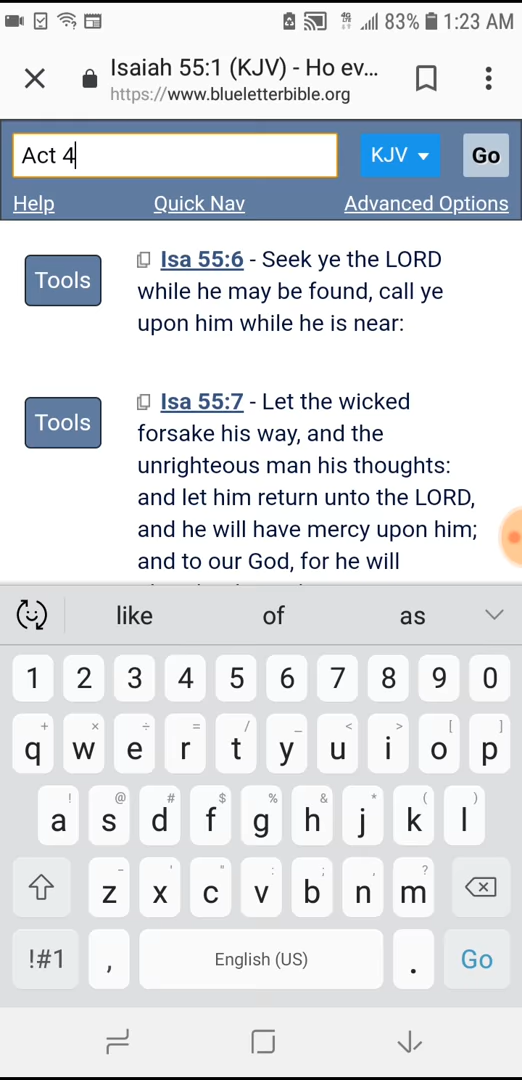 83% 1:23 AM
Isaiah 55:1 (KJV) - Ho ev...
https://www.blueletterbible.org
Act 4 KJV Go
Help Quick Nav Advanced Options
Tools
Isa 55:6 - Seek ye the LORD
while he may be found, call ye
upon him while he is near:
Tools
Isa 55:7 - Let the wicked
forsake his way, and the
unrighteous man his thoughts:
and let him return unto the LORD,
and he will have mercy upon him;
and to our God, for he will
like of as
1 2 3 4 5 6 7 8 9 0
+ × ÷ = / _ < > [ ]
q w e r t y u i o p
! @ # $ % & * ( )
a s d f g h j k l
- ' " : ; , ?
z x c v b n m
!#1 , English (US) . Go